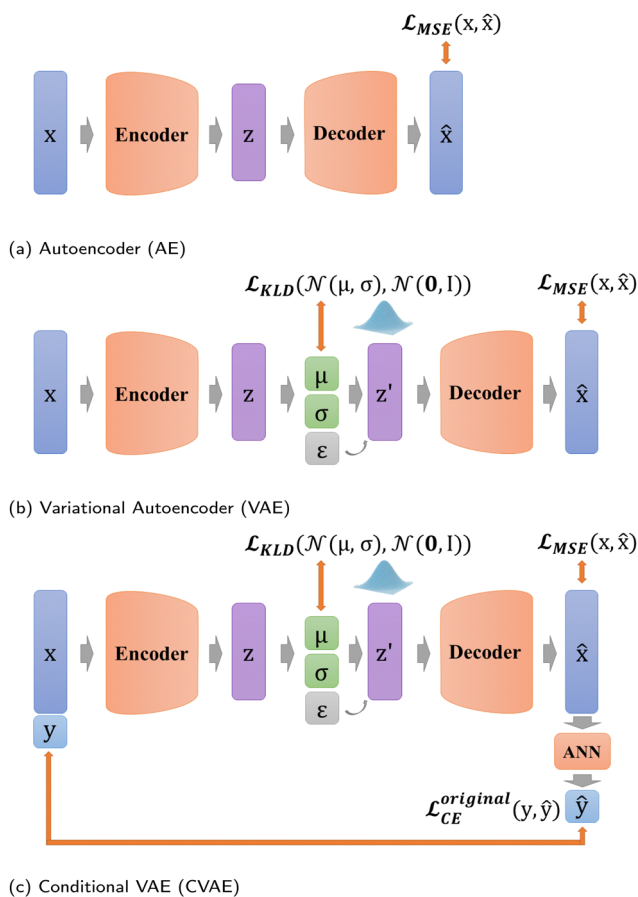 𝓛_MSE(x, x̂)
x Encoder z Decoder x̂
(a) Autoencoder (AE)
𝓛_KLD(𝒩(μ, σ), 𝒩(𝟎, I)) 𝓛_MSE(x, x̂)
x Encoder z μ z' Decoder x̂
σ
ε
(b) Variational Autoencoder (VAE)
𝓛_KLD(𝒩(μ, σ), 𝒩(𝟎, I)) 𝓛_MSE(x, x̂)
x Encoder z μ z' Decoder x̂
σ
ε
y
ANN
𝓛_CE^original(y, ŷ) ŷ
(c) Conditional VAE (CVAE)